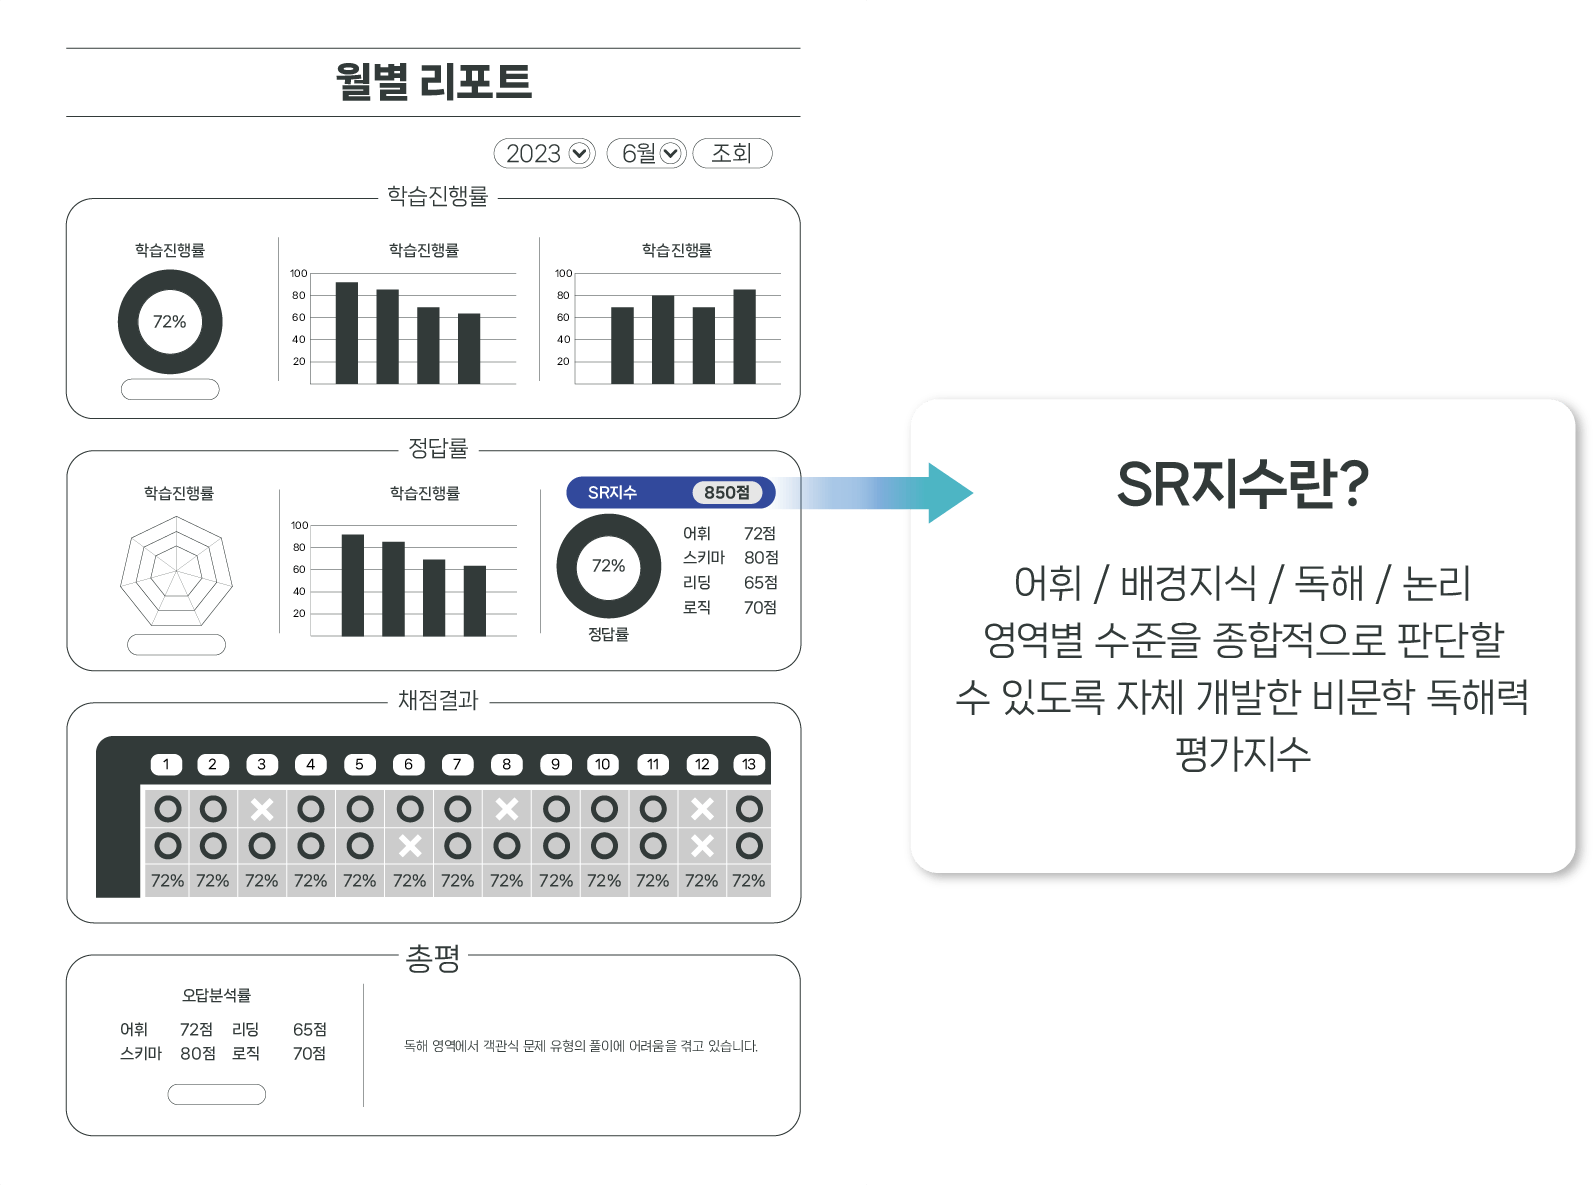 월별 리포트
2023 6월 조회
학습진행률
학습진행률
72%
학습진행률
100
80
60
40
20
학습진행률
100
80
60
40
20
정답률
학습진행률
학습진행률
100
80
60
40
20
SR지수 850점
72%
정답률
어휘 72점
스키마 80점
리딩 65점
로직 70점
채점결과
1 2 3 4 5 6 7 8 9 10 11 12 13
72% 72% 72% 72% 72% 72% 72% 72% 72% 72% 72% 72% 72%
총평
오답분석률
어휘 72점 리딩 65점
스키마 80점 로직 70점
독해 영역에서 객관식 문제 유형의 풀이에 어려움을 겪고 있습니다.
SR지수란?
어휘 / 배경지식 / 독해 / 논리
영역별 수준을 종합적으로 판단할
수 있도록 자체 개발한 비문학 독해력
평가지수